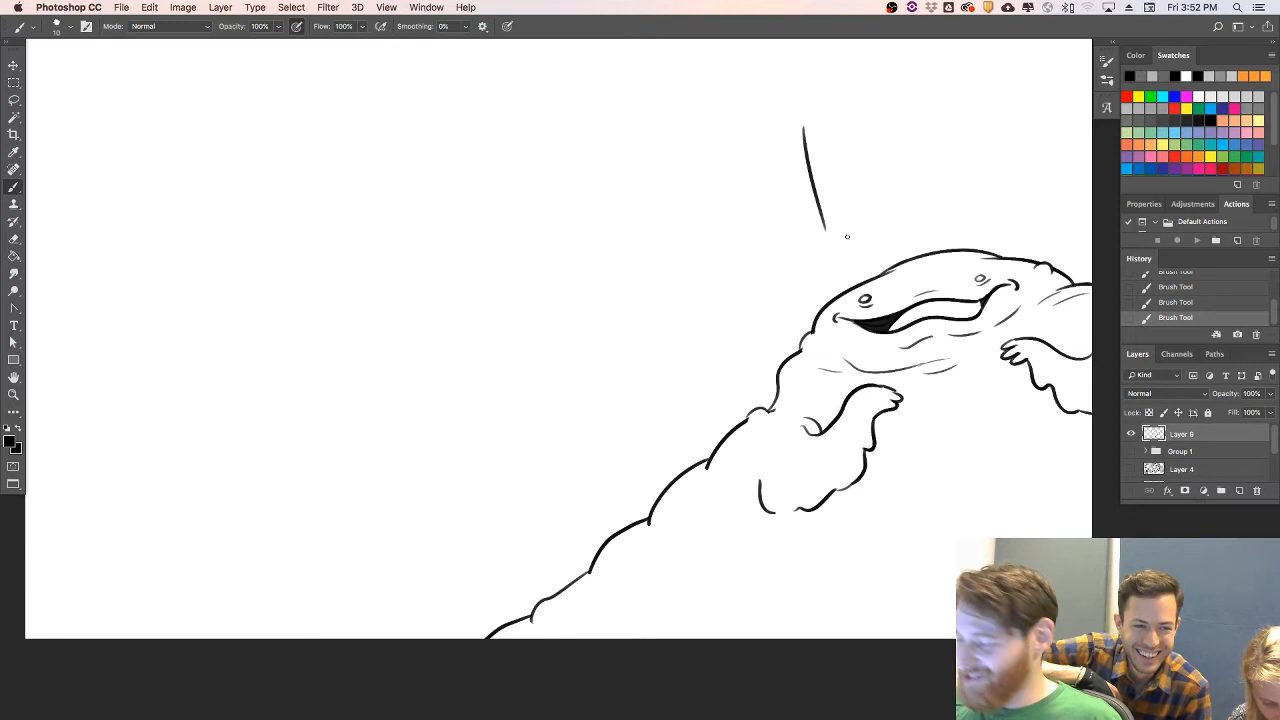 Photoshop CC File Edit Image Layer Type Select Filter 3D View Window Help Fri 3:52 PM
10 Mode: Normal Opacity: 100% Flow: 100% Smoothing: 0%
Color Swatches
Properties Adjustments Actions
Default Actions
History
Brush Tool
Brush Tool
Brush Tool
Brush Tool
Layers Channels Paths
Kind
Normal Opacity: 100%
Lock: Fill: 100%
Layer 9
Group 1
Layer 4